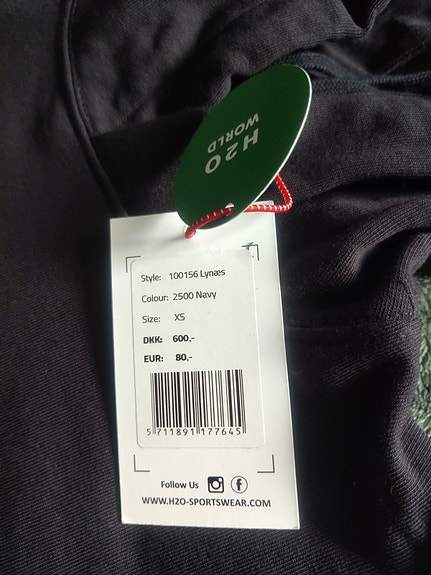 H2O
WORLD
Style: 100156 Lynæs
Colour: 2500 Navy
Size: XS
DKK: 600,-
EUR: 80,-
5 711891 177645
Follow Us
WWW.H2O-SPORTSWEAR.COM